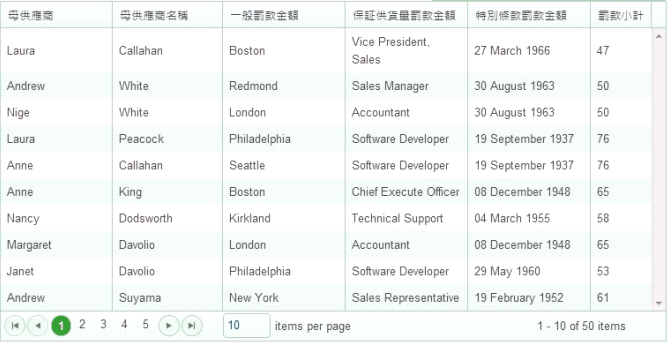 母供應商 母供應商名稱 一般罰款金額 保証供貨量罰款金額 特別條款罰款金額 罰款小計
Laura Callahan Boston Vice President, Sales 27 March 1966 47
Andrew White Redmond Sales Manager 30 August 1963 50
Nige White London Accountant 30 August 1963 50
Laura Peacock Philadelphia Software Developer 19 September 1937 76
Anne Callahan Seattle Software Developer 19 September 1937 76
Anne King Boston Chief Execute Officer 08 December 1948 65
Nancy Dodsworth Kirkland Technical Support 04 March 1955 58
Margaret Davolio London Accountant 08 December 1948 65
Janet Davolio Philadelphia Software Developer 29 May 1960 53
Andrew Suyama New York Sales Representative 19 February 1952 61
1 2 3 4 5 10 items per page 1 - 10 of 50 items